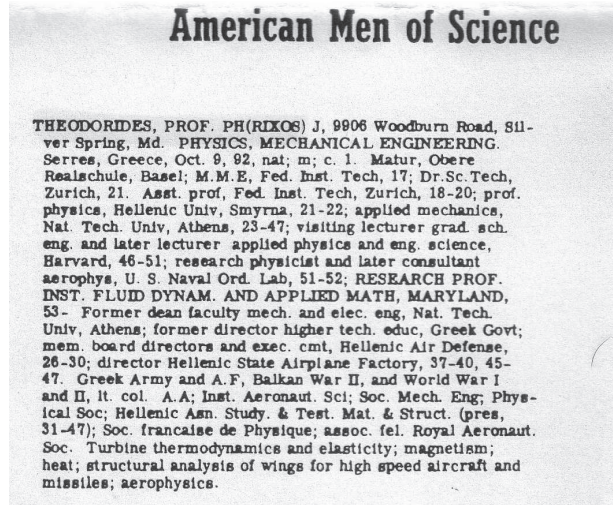 American Men of Science
THEODORIDES, PROF. PH(RIXOS) J, 9906 Woodburn Road, Sil-
ver Spring, Md. PHYSICS, MECHANICAL ENGINEERING.
Serres, Greece, Oct. 9, 92, nat; m; c. 1. Matur, Obere
Realschule, Basel; M.M.E, Fed. Inst. Tech, 17; Dr.Sc.Tech,
Zurich, 21. Asst. prof, Fed. Inst. Tech, Zurich, 18-20; prof.
physics, Hellenic Univ, Smyrna, 21-22; applied mechanics,
Nat. Tech. Univ, Athens, 23-47; visiting lecturer grad. sch.
eng. and later lecturer applied physics and eng. science,
Harvard, 46-51; research physicist and later consultant
aerophys, U. S. Naval Ord. Lab, 51-52; RESEARCH PROF.
INST. FLUID DYNAM. AND APPLIED MATH, MARYLAND,
53- Former dean faculty mech. and elec. eng, Nat. Tech.
Univ, Athens; former director higher tech. educ, Greek Govt;
mem. board directors and exec. cmt, Hellenic Air Defense,
26-30; director Hellenic State Airplane Factory, 37-40, 45-
47. Greek Army and A.F, Balkan War II, and World War I
and II, lt. col. A.A; Inst. Aeronaut. Sci; Soc. Mech. Eng; Phys-
ical Soc; Hellenic Asn. Study. & Test. Mat. & Struct. (pres,
31-47); Soc. francaise de Physique; assoc. fel. Royal Aeronaut.
Soc. Turbine thermodynamics and elasticity; magnetism;
heat; structural analysis of wings for high speed aircraft and
missiles; aerophysics.